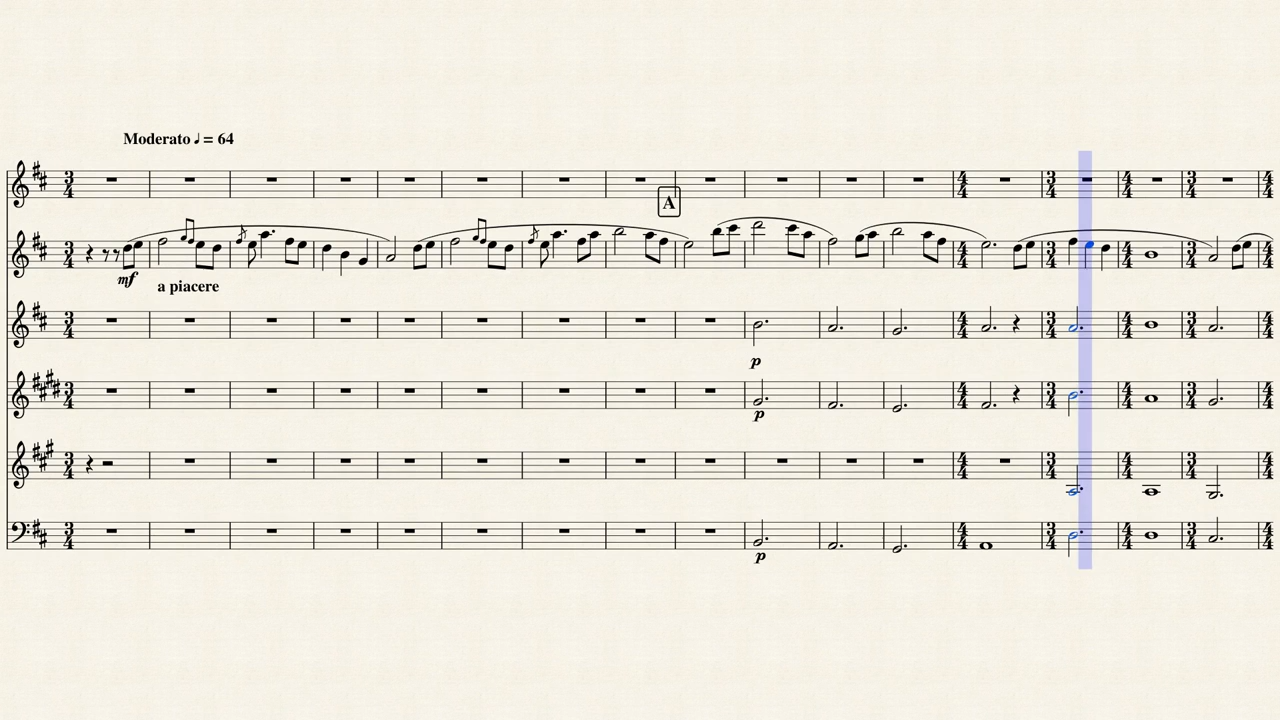 Moderato ♩ = 64
A
mf
a piacere
p
p
p